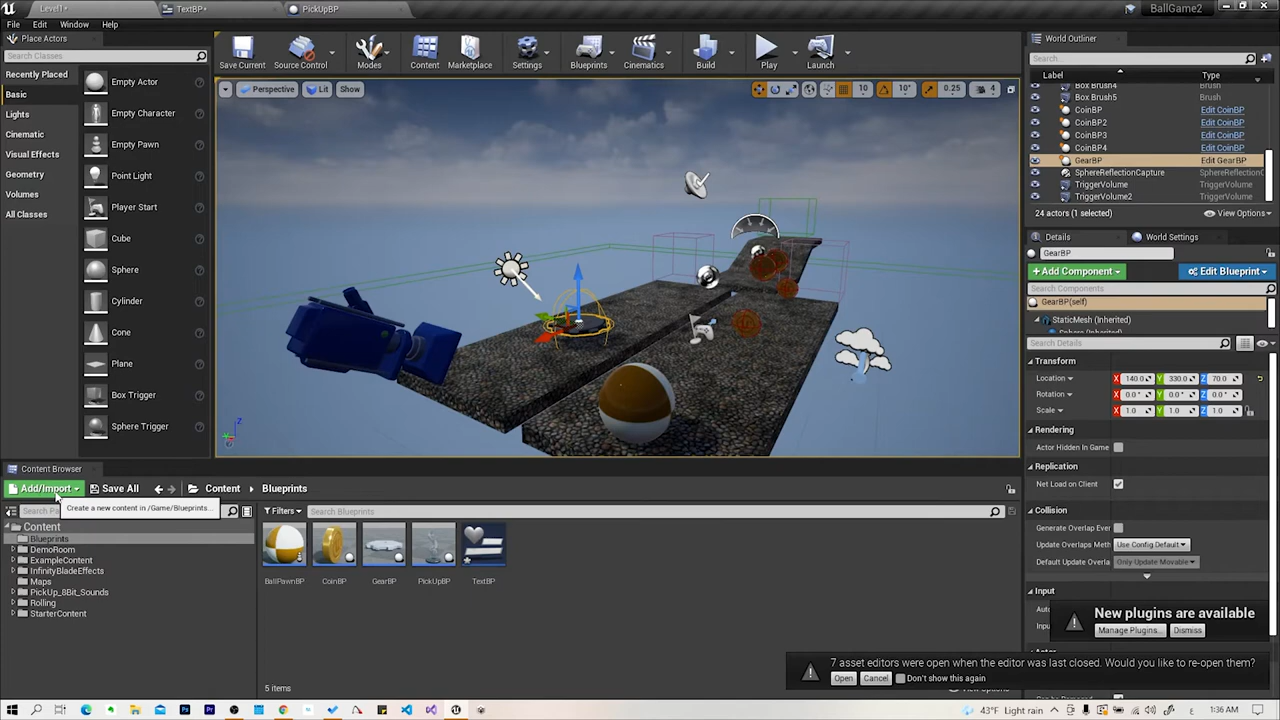 Level1*
TextBP*
PickUpBP
BallGame2
File Edit Window Help
Place Actors
Search Classes
Recently Placed
Basic
Lights
Cinematic
Visual Effects
Geometry
Volumes
All Classes
Empty Actor
Empty Character
Empty Pawn
Point Light
Player Start
Cube
Sphere
Cylinder
Cone
Plane
Box Trigger
Sphere Trigger
Save Current
Source Control
Modes
Content
Marketplace
Settings
Blueprints
Cinematics
Build
Play
Launch
Perspective
Lit
Show
10
10°
0.25
4
World Outliner
Search...
Label Type
Box Brush4 Brush
Box Brush5 Brush
CoinBP Edit CoinBP
CoinBP2 Edit CoinBP
CoinBP3 Edit CoinBP
CoinBP4 Edit CoinBP
GearBP Edit GearBP
SphereReflectionCapture SphereReflectionC
TriggerVolume TriggerVolume
TriggerVolume2 TriggerVolume
24 actors (1 selected)
View Options
Details
World Settings
GearBP
+Add Component
Edit Blueprint
Search Components
GearBP(self)
StaticMesh (Inherited)
Search Details
Transform
Location X 140.0 Y 330.0 Z 70.0
Rotation X 0.0° Y 0.0° Z 0.0°
Scale X 1.0 Y 1.0 Z 1.0
Rendering
Actor Hidden In Game
Replication
Net Load on Client
Collision
Generate Overlap Ever
Update Overlaps Meth Use Config Default
Default Update Overla Only Update Movable
Input
New plugins are available
Manage Plugins...
Dismiss
7 asset editors were open when the editor was last closed. Would you like to re-open them?
Open
Cancel
Don't show this again
Content Browser
Add/Import
Save All
Content
Blueprints
Create a new content in /Game/Blueprints...
Search Pa
Filters
Search Blueprints
Content
Blueprints
DemoRoom
ExampleContent
InfinityBladeEffects
Maps
PickUp_8Bit_Sounds
Rolling
StarterContent
BallPawnBP
CoinBP
GearBP
PickUpBP
TextBP
5 items
43°F Light rain
1:36 AM